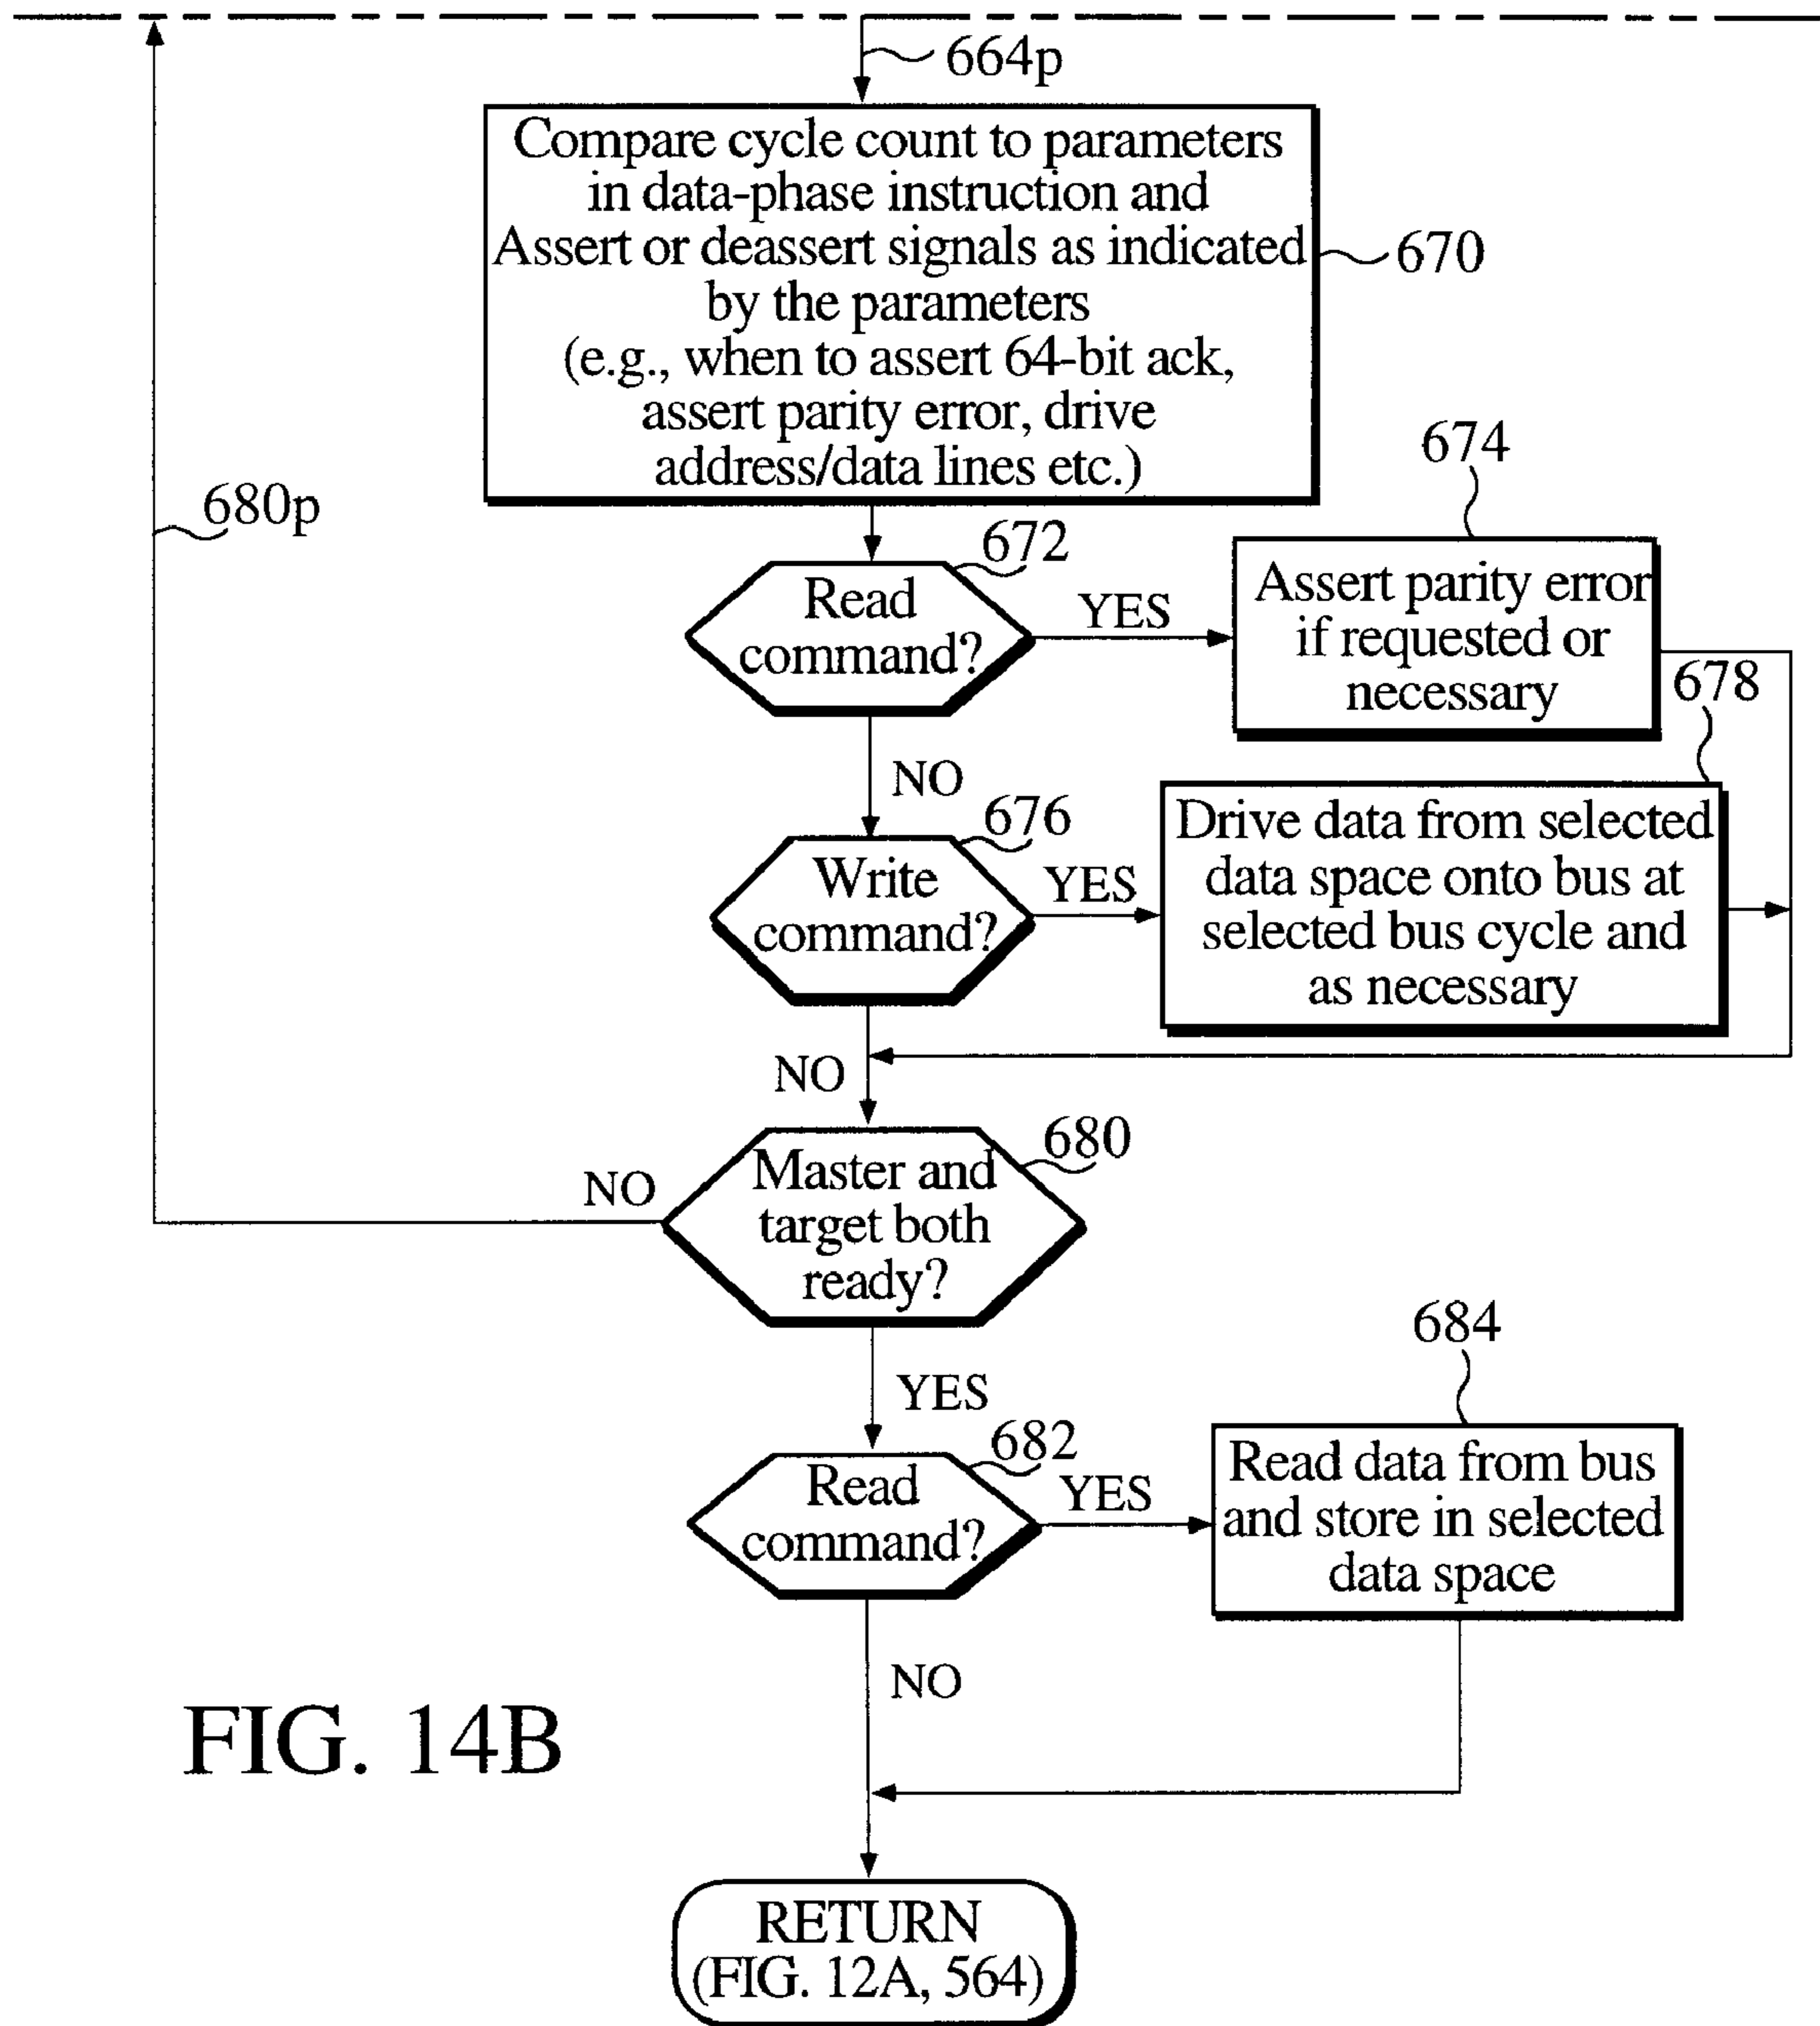 664p
Compare cycle count to parameters
in data-phase instruction and
Assert or deassert signals as indicated
by the parameters
(e.g., when to assert 64-bit ack,
assert parity error, drive
address/data lines etc.)
670
680p
672
674
Read
command?
YES
Assert parity error
if requested or
necessary
NO
678
676
Write
command?
YES
Drive data from selected
data space onto bus at
selected bus cycle and
as necessary
NO
680
NO
Master and
target both
ready?
YES
684
682
Read
command?
YES
Read data from bus
and store in selected
data space
NO
FIG. 14B
RETURN
(FIG. 12A, 564)